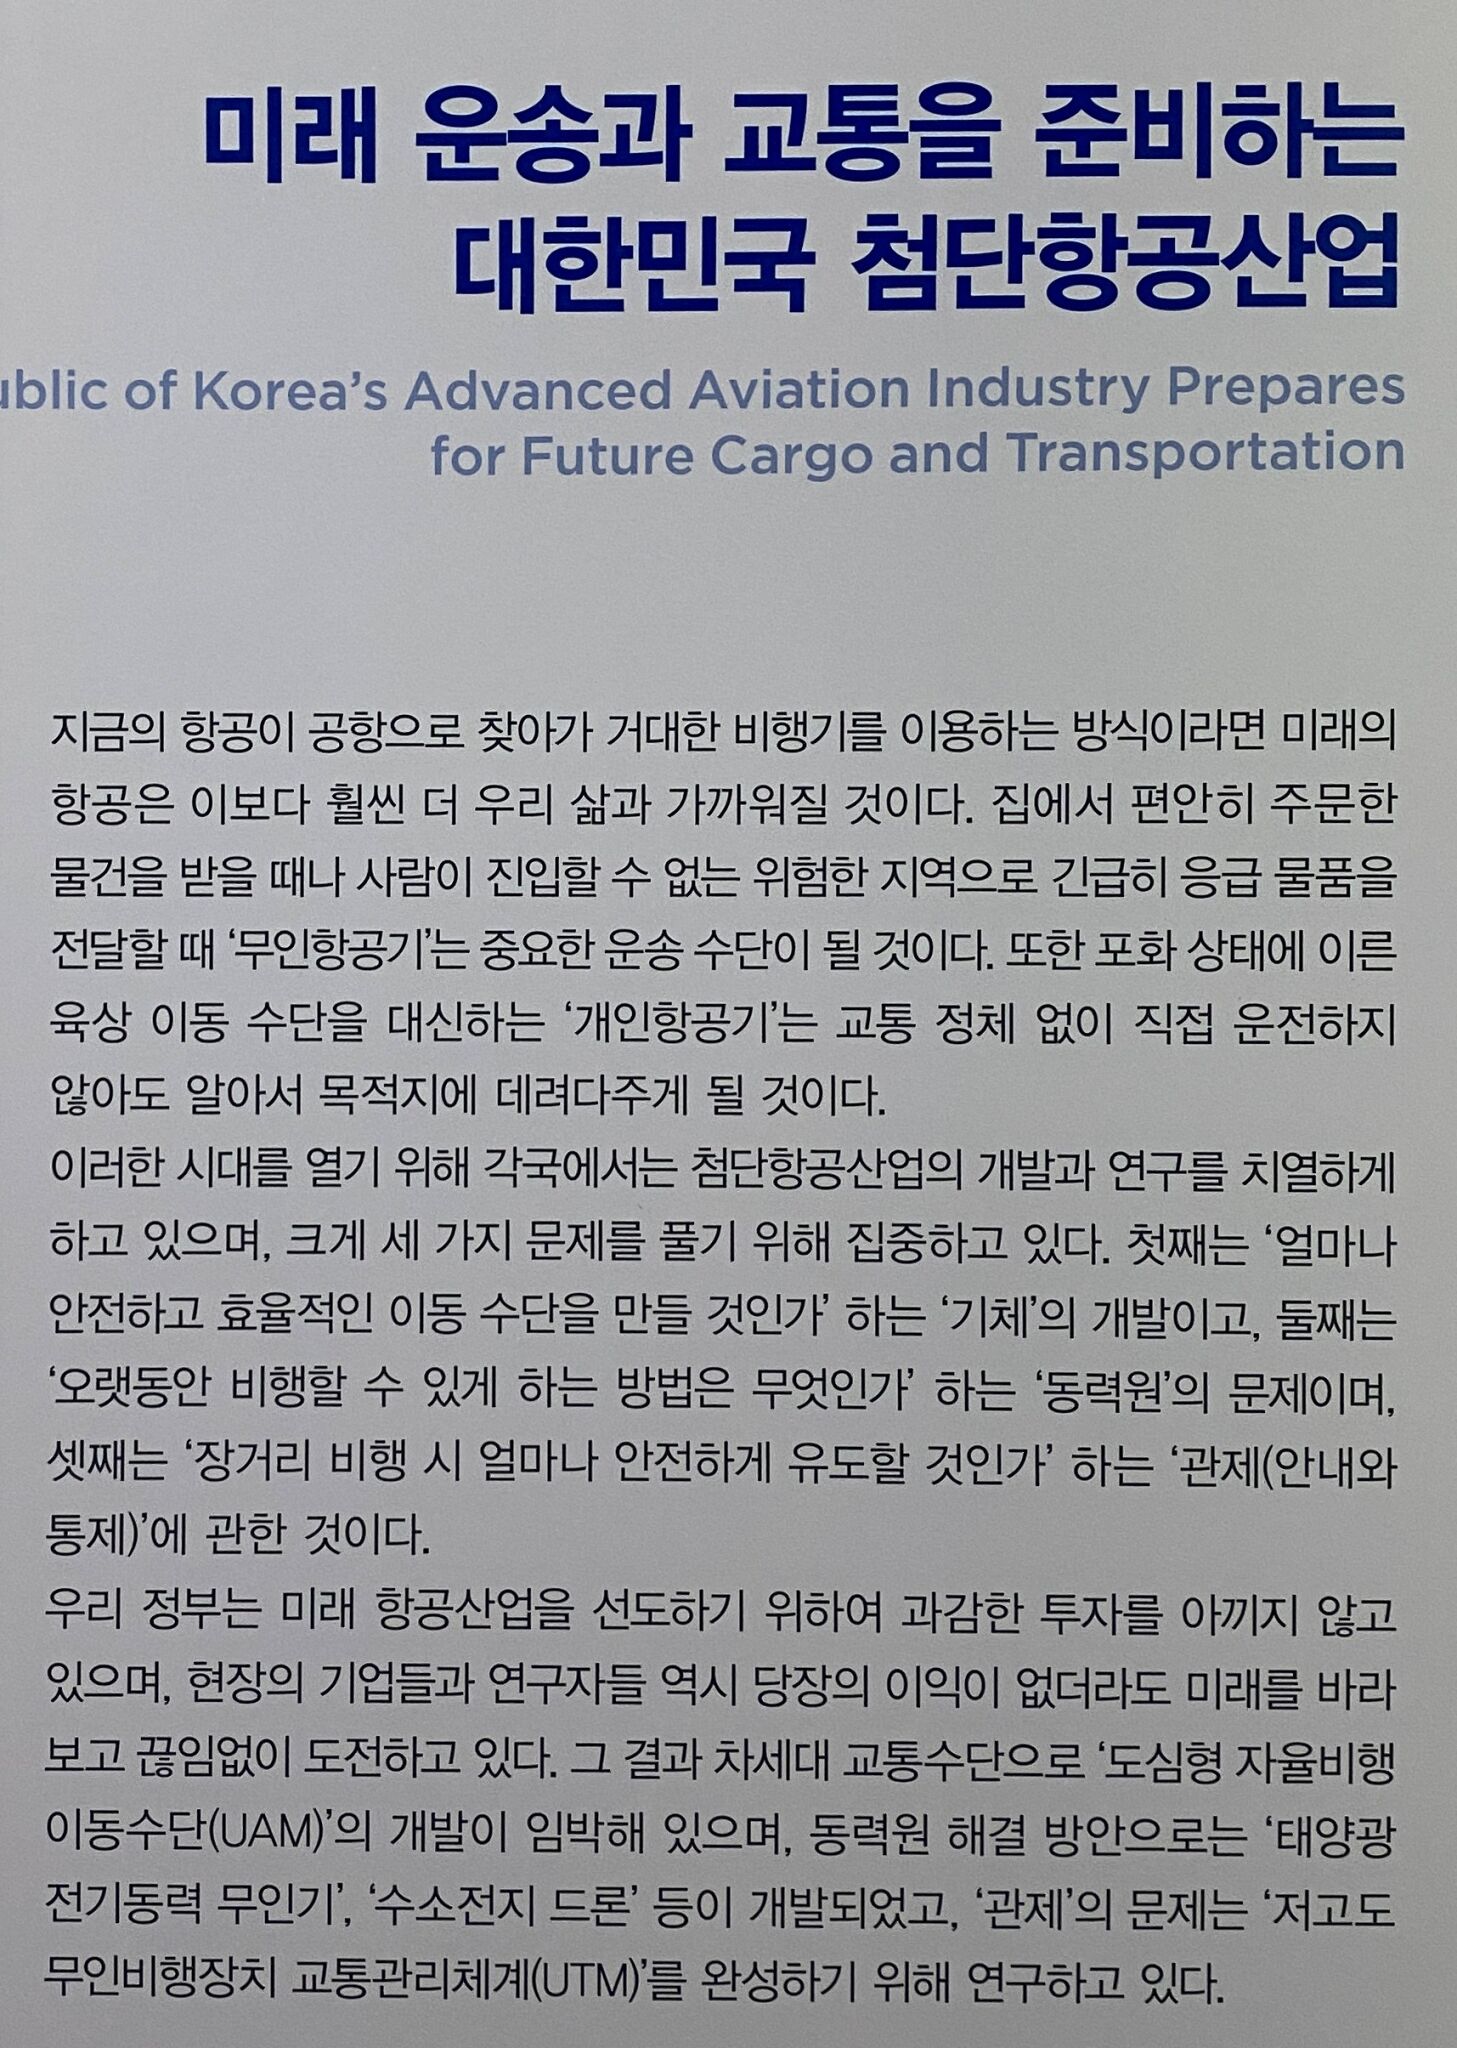 미래 운송과 교통을 준비하는
대한민국 첨단항공산업
of Korea’s Advanced Aviation Industry Prepares
for Future Cargo and Transportation
지금의 항공이 공항으로 찾아가 거대한 비행기를 이용하는 방식이라면 미래의
항공은 이보다 훨씬 더 우리 삶과 가까워질 것이다. 집에서 편안히 주문한
물건을 받을 때나 사람이 진입할 수 없는 위험한 지역으로 긴급히 응급 물품을
전달할 때 ‘무인항공기’는 중요한 운송 수단이 될 것이다. 또한 포화 상태에 이른
육상 이동 수단을 대신하는 ‘개인항공기’는 교통 정체 없이 직접 운전하지
않아도 알아서 목적지에 데려다주게 될 것이다.
이러한 시대를 열기 위해 각국에서는 첨단항공산업의 개발과 연구를 치열하게
하고 있으며, 크게 세 가지 문제를 풀기 위해 집중하고 있다. 첫째는 ‘얼마나
안전하고 효율적인 이동 수단을 만들 것인가’ 하는 ‘기체’의 개발이고, 둘째는
‘오랫동안 비행할 수 있게 하는 방법은 무엇인가’ 하는 ‘동력원’의 문제이며,
셋째는 ‘장거리 비행 시 얼마나 안전하게 유도할 것인가’ 하는 ‘관제(안내와
통제)’에 관한 것이다.
우리 정부는 미래 항공산업을 선도하기 위하여 과감한 투자를 아끼지 않고
있으며, 현장의 기업들과 연구자들 역시 당장의 이익이 없더라도 미래를 바라
보고 끊임없이 도전하고 있다. 그 결과 차세대 교통수단으로 ‘도심형 자율비행
이동수단(UAM)’의 개발이 임박해 있으며, 동력원 해결 방안으로는 ‘태양광
전기동력 무인기’, ‘수소전지 드론’ 등이 개발되었고, ‘관제’의 문제는 ‘저고도
무인비행장치 교통관리체계(UTM)’를 완성하기 위해 연구하고 있다.